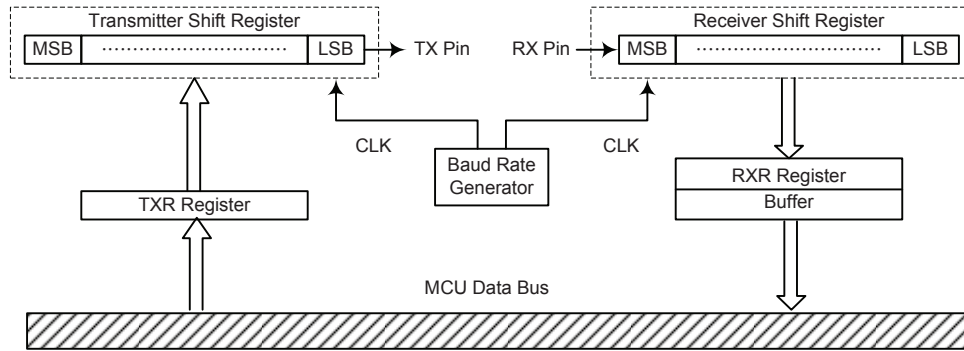 Transmitter Shift Register
MSB ........................................ LSB
TX Pin
RX Pin
Receiver Shift Register
MSB ........................................ LSB
CLK
CLK
Baud Rate
Generator
TXR Register
RXR Register
Buffer
MCU Data Bus